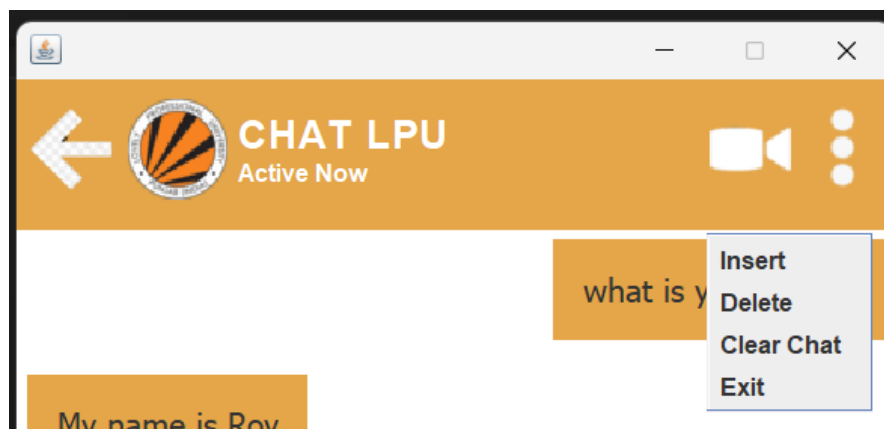 CHAT LPU
Active Now
what is
Insert
Delete
Clear Chat
Exit
My name is Roy